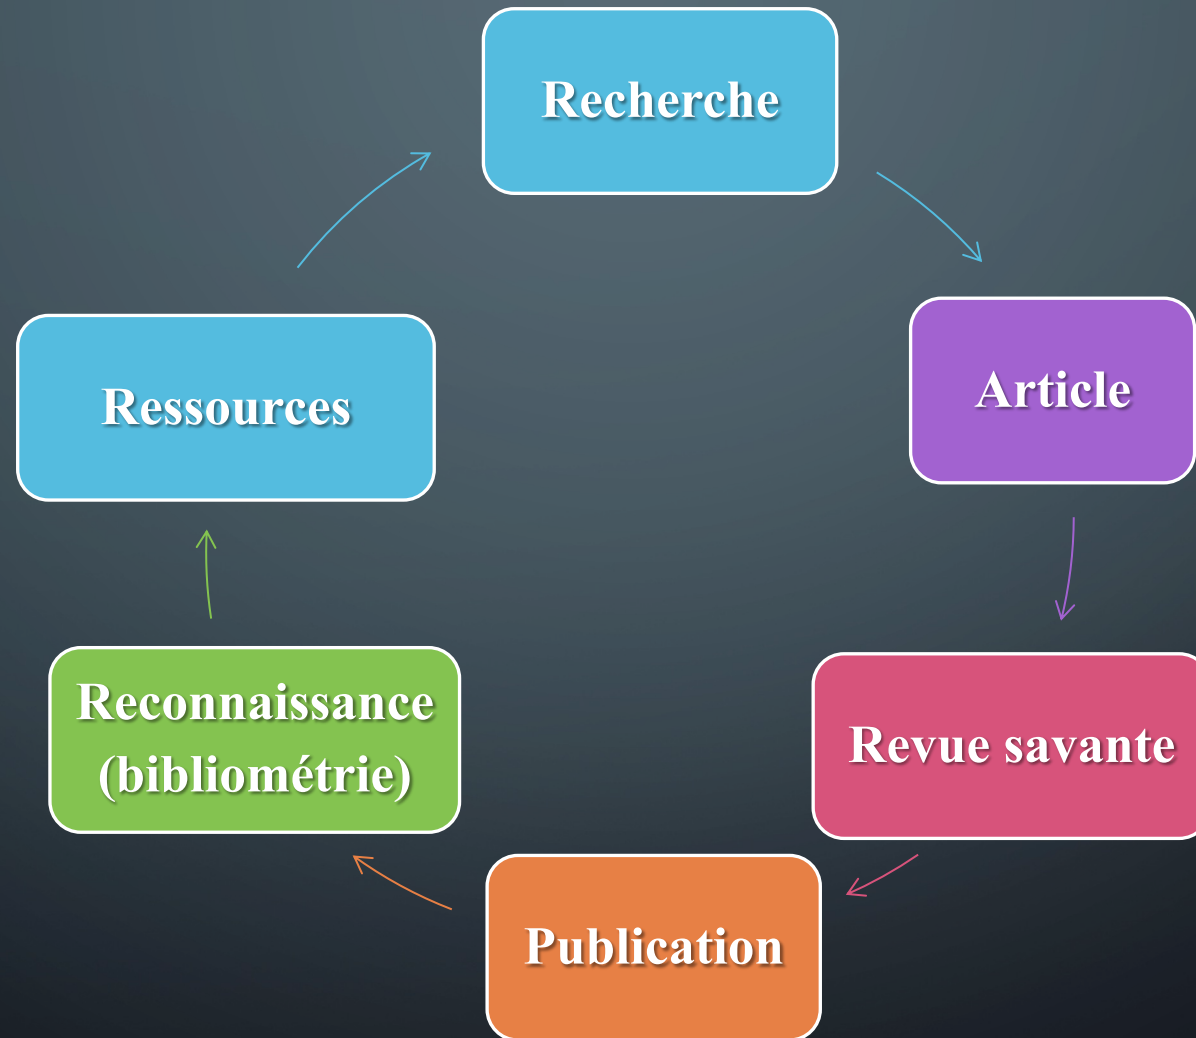 Recherche
Article
Revue savante
Publication
Reconnaissance
(bibliométrie)
Ressources